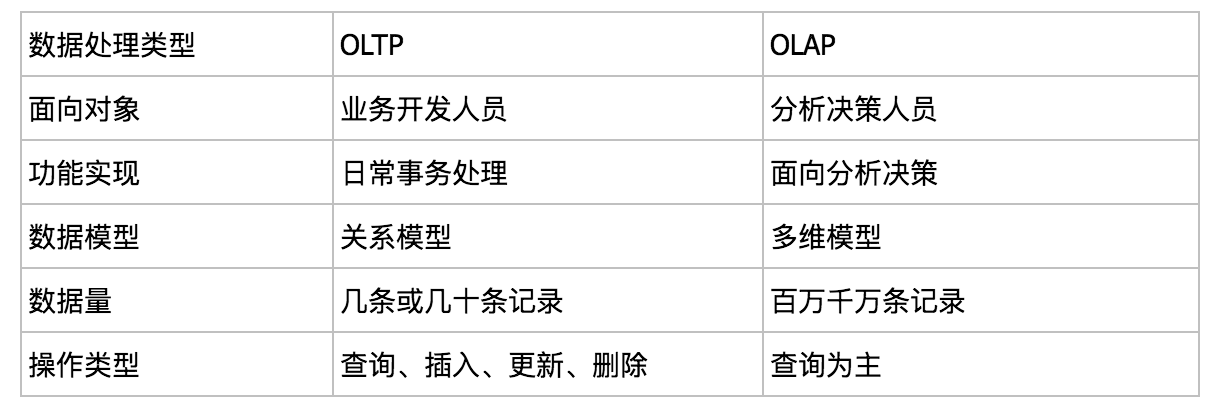 数据处理类型 OLTP OLAP
面向对象 业务开发人员 分析决策人员
功能实现 日常事务处理 面向分析决策
数据模型 关系模型 多维模型
数据量 几条或几十条记录 百万千万条记录
操作类型 查询、插入、更新、删除 查询为主